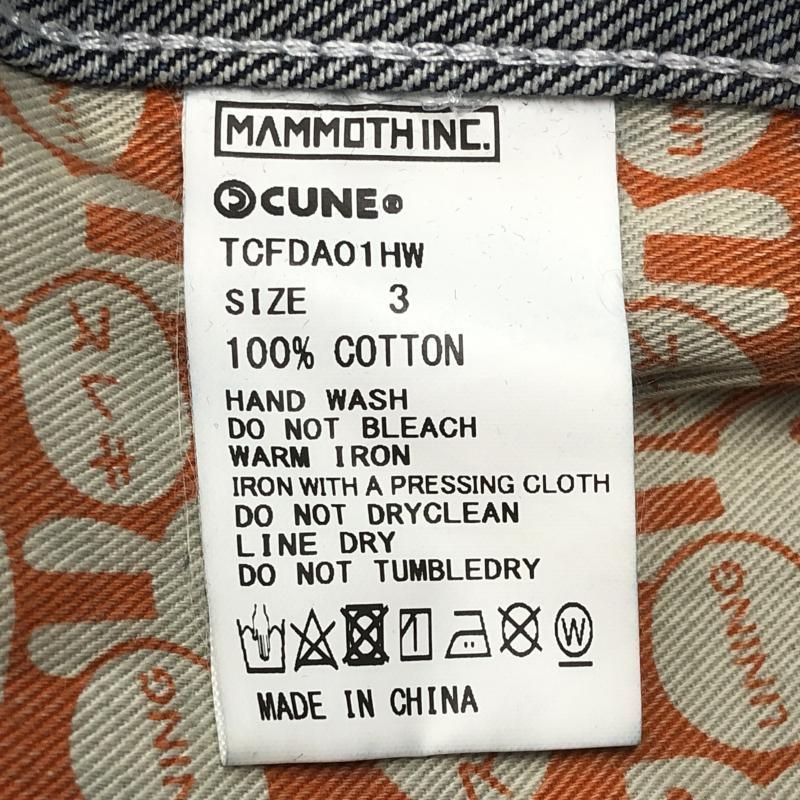 MAMMOTH INC.
CUNE®
TCFDA01HW
SIZE 3
100% COTTON
HAND WASH
DO NOT BLEACH
WARM IRON
IRON WITH A PRESSING CLOTH
DO NOT DRYCLEAN
LINE DRY
DO NOT TUMBLEDRY
W
MADE IN CHINA
LINING